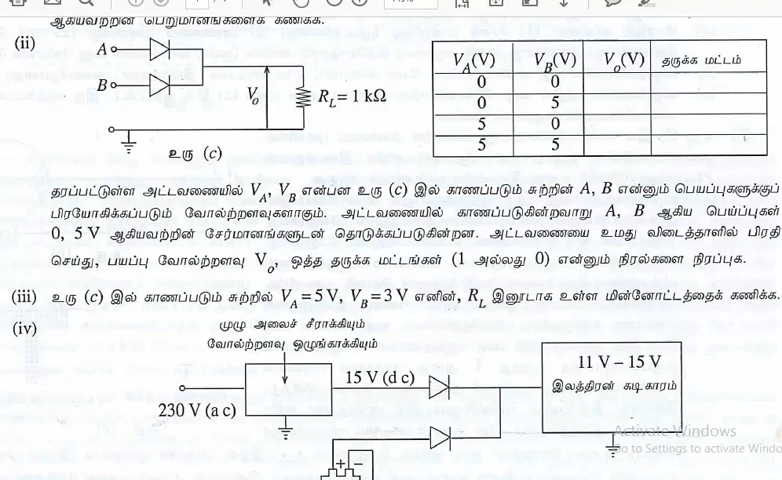 ஆகியவற்றின் பெறுமானங்களைக் கணிக்க.
(ii)
A
B
V_o
R_L = 1 kΩ
உரு (c)
V_A(V) V_B(V) V_o(V) தருக்க மட்டம்
0 0
0 5
5 0
5 5
தரப்பட்டுள்ள அட்டவணையில் V_A, V_B என்பன உரு (c) இல் காணப்படும் சுற்றின் A, B என்னும் பெயப்புகளுக்குப்
பிரயோகிக்கப்படும் வோல்ற்றளவுகளாகும். அட்டவணையில் காணப்படுகின்றவாறு A, B ஆகிய பெய்ப்புகள்
0, 5 V ஆகியவற்றின் சேர்மானங்களுடன் தொடுக்கப்படுகின்றன. அட்டவணையை உமது விடைத்தாளில் பிரதி
செய்து, பயப்பு வோல்ற்றளவு V_o, ஒத்த தருக்க மட்டங்கள் (1 அல்லது 0) என்னும் நிரல்களை நிரப்புக.
(iii) உரு (c) இல் காணப்படும் சுற்றில் V_A = 5 V, V_B = 3 V எனின், R_L இனூடாக உள்ள மின்னோட்டத்தைக் கணிக்க.
(iv)
முழு அலைச் சீராக்கியும்
வோல்ற்றளவு ஒழுங்காக்கியும்
15 V (d c)
230 V (a c)
11 V – 15 V
இலத்திரன் கடிகாரம்
+ −
Activate Windows
Go to Settings to activate Windo